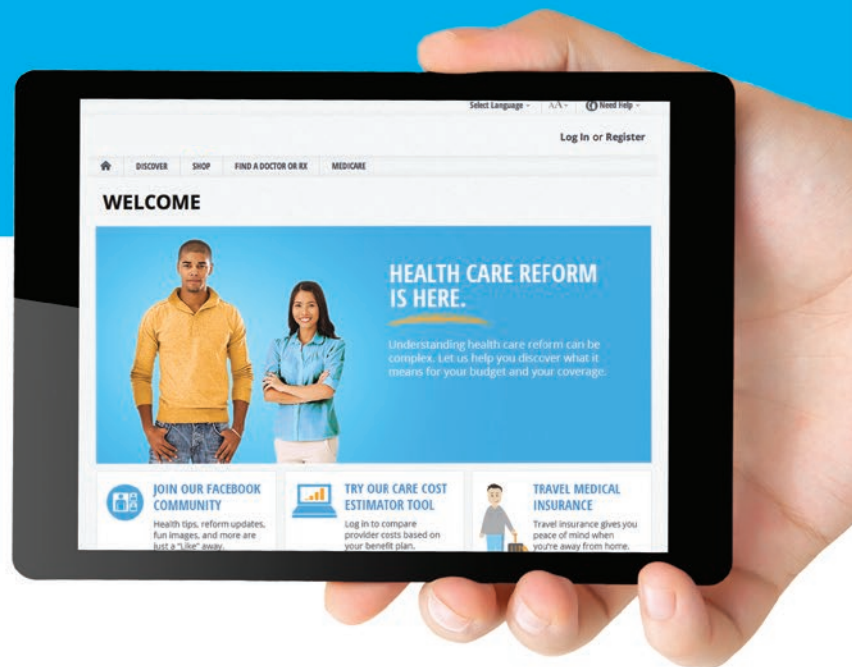 Select Language
AA
Need Help
Log In or Register
DISCOVER SHOP FIND A DOCTOR OR RX MEDICARE
WELCOME
HEALTH CARE REFORM
IS HERE.
Understanding health care reform can be
complex. Let us help you discover what it
means for your budget and your coverage.
JOIN OUR FACEBOOK
COMMUNITY
Health tips, reform updates,
fun images, and more are
just a "Like" away.
TRY OUR CARE COST
ESTIMATOR TOOL
Log in to compare
provider costs based on
your benefit plan.
TRAVEL MEDICAL
INSURANCE
Travel insurance gives you
peace of mind when
you're away from home.